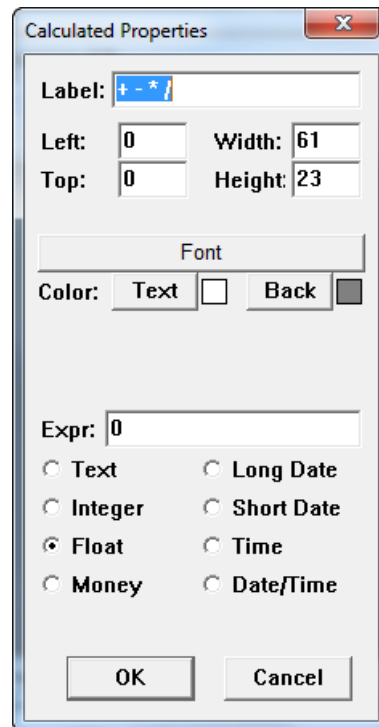 Calculated Properties
Label: + - * /
Left: 0 Width: 61
Top: 0 Height: 23
Font
Color: Text Back
Expr: 0
Text Long Date
Integer Short Date
Float Time
Money Date/Time
OK Cancel